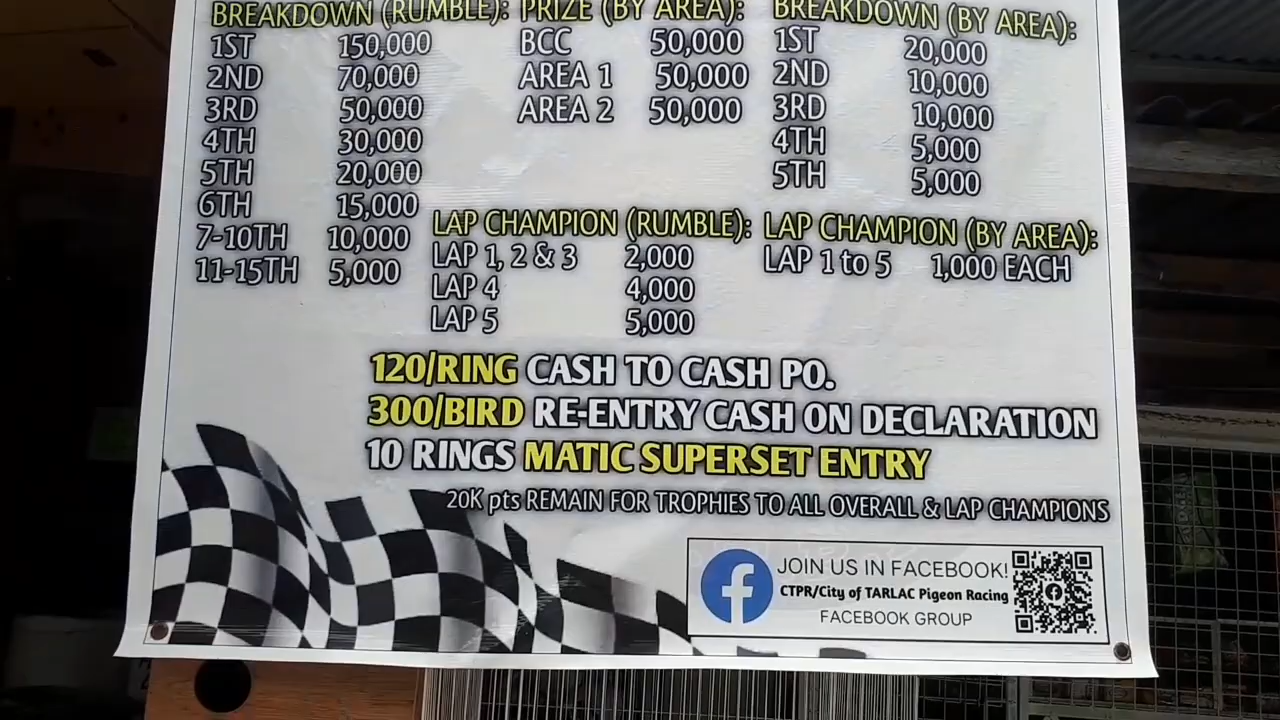 BREAKDOWN (RUMBLE):
1ST 150,000
2ND 70,000
3RD 50,000
4TH 30,000
5TH 20,000
6TH 15,000
7-10TH 10,000
11-15TH 5,000
PRIZE (BY AREA):
BCC 50,000
AREA 1 50,000
AREA 2 50,000
BREAKDOWN (BY AREA):
1ST 20,000
2ND 10,000
3RD 10,000
4TH 5,000
5TH 5,000
LAP CHAMPION (RUMBLE):
LAP 1, 2 & 3 2,000
LAP 4 4,000
LAP 5 5,000
LAP CHAMPION (BY AREA):
LAP 1 to 5 1,000 EACH
120/RING CASH TO CASH PO.
300/BIRD RE-ENTRY CASH ON DECLARATION
10 RINGS MATIC SUPERSET ENTRY
20K pts REMAIN FOR TROPHIES TO ALL OVERALL & LAP CHAMPIONS
JOIN US IN FACEBOOK!
CTPR/City of TARLAC Pigeon Racing
FACEBOOK GROUP